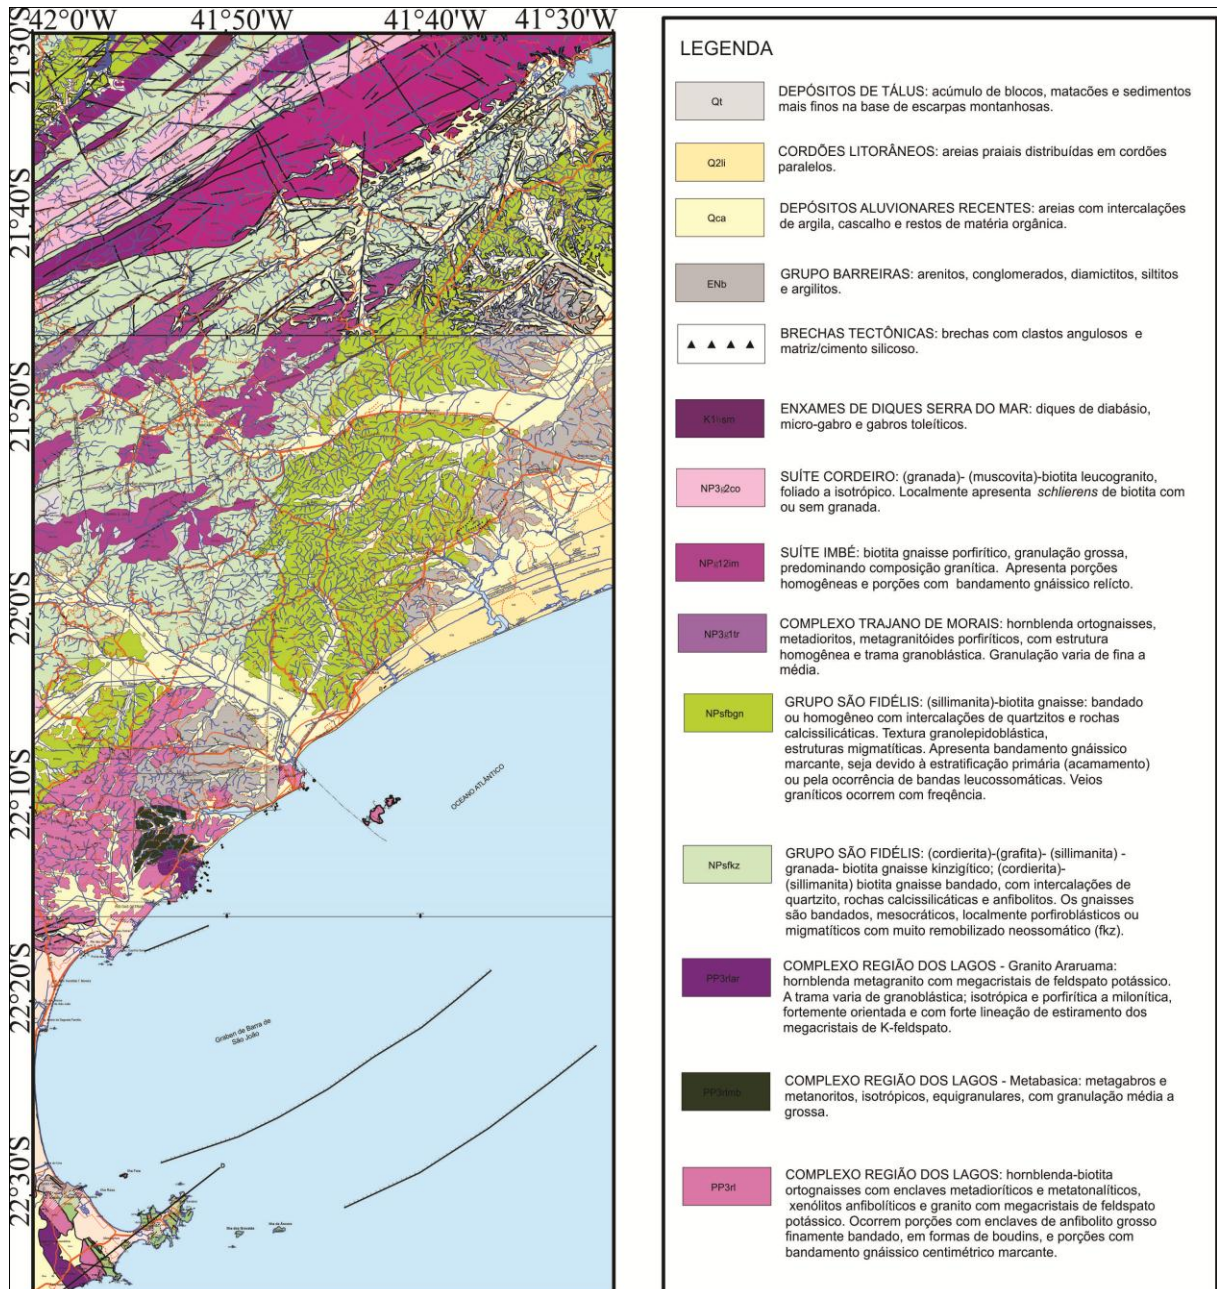 42°0'W
41°50'W
41°40'W
41°30'W
21°30'S
21°40'S
21°50'S
22°0'S
22°10'S
22°20'S
22°30'S
OCEANO ATLÂNTICO
Graben de Barra de
São João
LEGENDA
Qt
DEPÓSITOS DE TÁLUS: acúmulo de blocos, matacões e sedimentos
mais finos na base de escarpas montanhosas.
Q2li
CORDÕES LITORÂNEOS: areias praiais distribuídas em cordões
paralelos.
Qca
DEPÓSITOS ALUVIONARES RECENTES: areias com intercalações
de argila, cascalho e restos de matéria orgânica.
ENb
GRUPO BARREIRAS: arenitos, conglomerados, diamictitos, siltitos
e argilitos.
BRECHAS TECTÔNICAS: brechas com clastos angulosos e
matriz/cimento silicoso.
ENXAMES DE DIQUES SERRA DO MAR: diques de diabásio,
micro-gabro e gabros toleíticos.
NP3g2co
SUÍTE CORDEIRO: (granada)- (muscovita)-biotita leucogranito,
foliado a isotrópico. Localmente apresenta schlierens de biotita com
ou sem granada.
NPg12im
SUÍTE IMBÉ: biotita gnaisse porfirítico, granulação grossa,
predominando composição granítica. Apresenta porções
homogêneas e porções com bandamento gnáissico relícto.
NP3g1tr
COMPLEXO TRAJANO DE MORAIS: hornblenda ortognaisses,
metadioritos, metagranitóides porfiríticos, com estrutura
homogênea e trama granoblástica. Granulação varia de fina a
média.
NPsfbgn
GRUPO SÃO FIDÉLIS: (sillimanita)-biotita gnaisse: bandado
ou homogêneo com intercalações de quartzitos e rochas
calcissilicáticas. Textura granolepidoblástica,
estruturas migmatíticas. Apresenta bandamento gnáissico
marcante, seja devido à estratificação primária (acamamento)
ou pela ocorrência de bandas leucossomáticas. Veios
graníticos ocorrem com freqência.
NPsfkz
GRUPO SÃO FIDÉLIS: (cordierita)-(grafita)- (sillimanita) -
granada- biotita gnaisse kinzigítico; (cordierita)-
(sillimanita) biotita gnaisse bandado, com intercalações de
quartzito, rochas calcissilicáticas e anfibolitos. Os gnaisses
são bandados, mesocráticos, localmente porfiroblásticos ou
migmatíticos com muito remobilizado neossomático (fkz).
PP3rlar
COMPLEXO REGIÃO DOS LAGOS - Granito Araruama:
hornblenda metagranito com megacristais de feldspato potássico.
A trama varia de granoblástica; isotrópica e porfirítica a milonítica,
fortemente orientada e com forte lineação de estiramento dos
megacristais de K-feldspato.
PP3rlmb
COMPLEXO REGIÃO DOS LAGOS - Metabasica: metagabros e
metanoritos, isotrópicos, equigranulares, com granulação média a
grossa.
PP3rl
COMPLEXO REGIÃO DOS LAGOS: hornblenda-biotita
ortognaisses com enclaves metadioríticos e metatonalíticos,
xenólitos anfibolíticos e granito com megacristais de feldspato
potássico. Ocorrem porções com enclaves de anfibolito grosso
finamente bandado, em formas de boudins, e porções com
bandamento gnáissico centimétrico marcante.